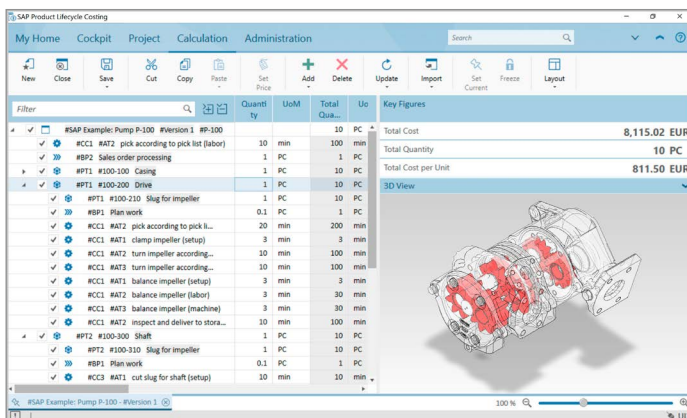 SAP Product Lifecycle Costing
My Home Cockpit Project Calculation Administration
Search
New Close Save Cut Copy Paste Set Price Add Delete Update Import Set Current Freeze Layout
Filter
Quanti ty UoM Total Qua... Uo
#SAP Example: Pump P-100 #Version 1 #P-100 10 PC
#CC1 #AT2 pick according to pick list (labor) 10 min 100 min
#BP2 Sales order processing 1 PC 1 PC
#PT1 #100-100 Casing 1 PC 10 PC
#PT1 #100-200 Drive 1 PC 10 PC
#PT1 #100-210 Slug for impeller 1 PC 10 PC
#BP1 Plan work 0.1 PC 1 PC
#CC1 #AT2 pick according to pick li... 20 min 200 min
#CC1 #AT1 clamp impeller (setup) 3 min 3 min
#CC1 #AT2 turn impeller according... 10 min 100 min
#CC1 #AT3 turn impeller according... 10 min 100 min
#CC1 #AT1 balance impeller (setup) 3 min 3 min
#CC1 #AT2 balance impeller (labor) 3 min 30 min
#CC1 #AT3 balance impeller (machine) 3 min 30 min
#CC1 #AT2 inspect and deliver to stora... 10 min 100 min
#PT2 #100-300 Shaft 1 PC 10 PC
#PT2 #100-310 Slug for impeller 1 PC 10 PC
#BP1 Plan work 0.1 PC 1 PC
#CC3 #AT1 cut slug for shaft (setup) 10 min 10 min
Key Figures
Total Cost 8,115.02 EUR
Total Quantity 10 PC
Total Cost per Unit 811.50 EUR
3D View
#SAP Example: Pump P-100 - #Version 1
100 %